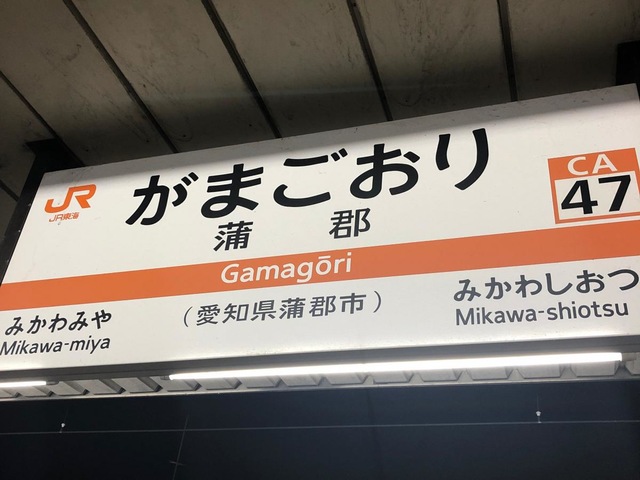 JR
JR東海
がまごおり
蒲郡
CA
47
Gamagōri
(愛知県蒲郡市)
みかわみや
Mikawa-miya
みかわしおつ
Mikawa-shiotsu